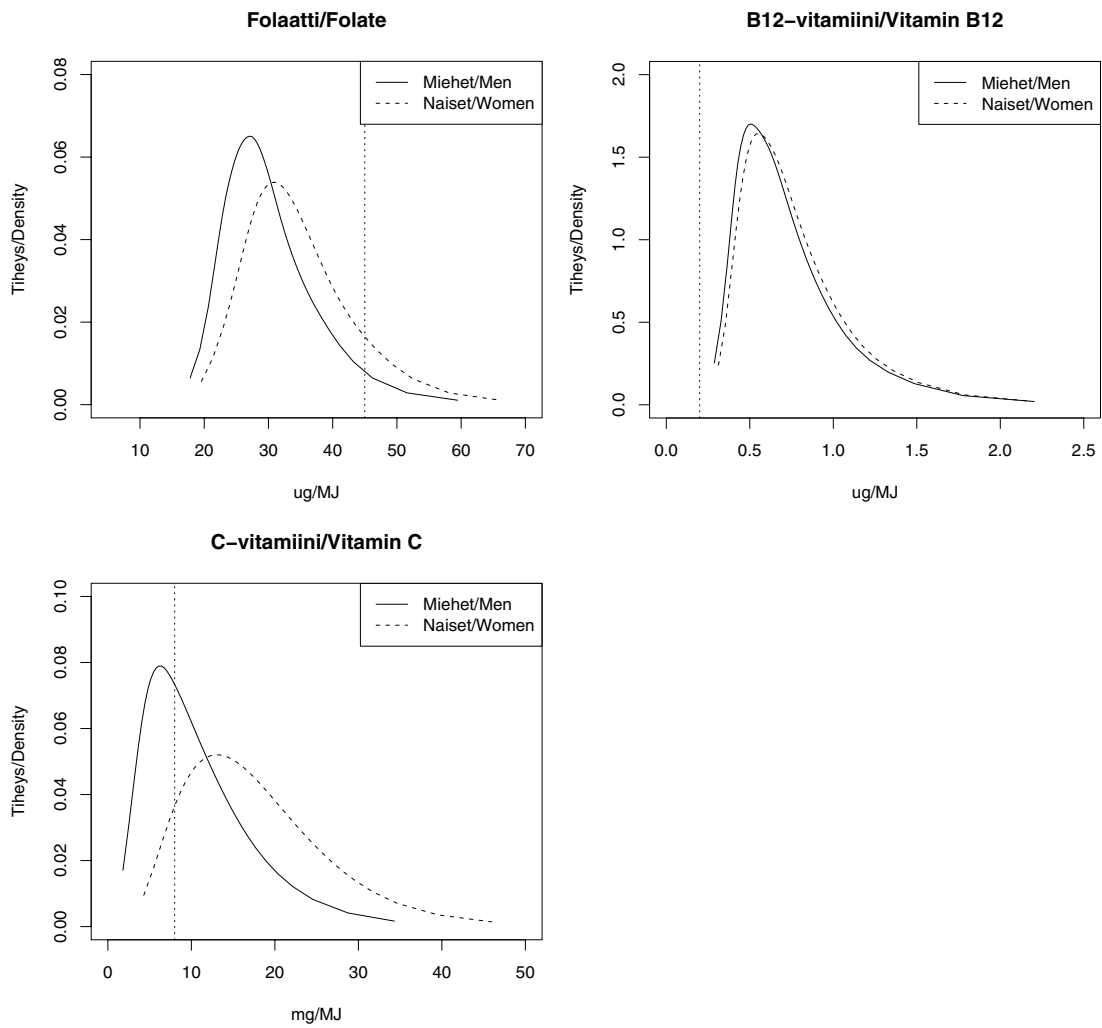 Folaatti/Folate
Miehet/Men
Naiset/Women
Tiheys/Density
0.00
0.02
0.04
0.06
0.08
10 20 30 40 50 60 70
ug/MJ
B12−vitamiini/Vitamin B12
Miehet/Men
Naiset/Women
Tiheys/Density
0.0
0.5
1.0
1.5
2.0
0.0 0.5 1.0 1.5 2.0 2.5
ug/MJ
C−vitamiini/Vitamin C
Miehet/Men
Naiset/Women
Tiheys/Density
0.00
0.02
0.04
0.06
0.08
0.10
0 10 20 30 40 50
mg/MJ